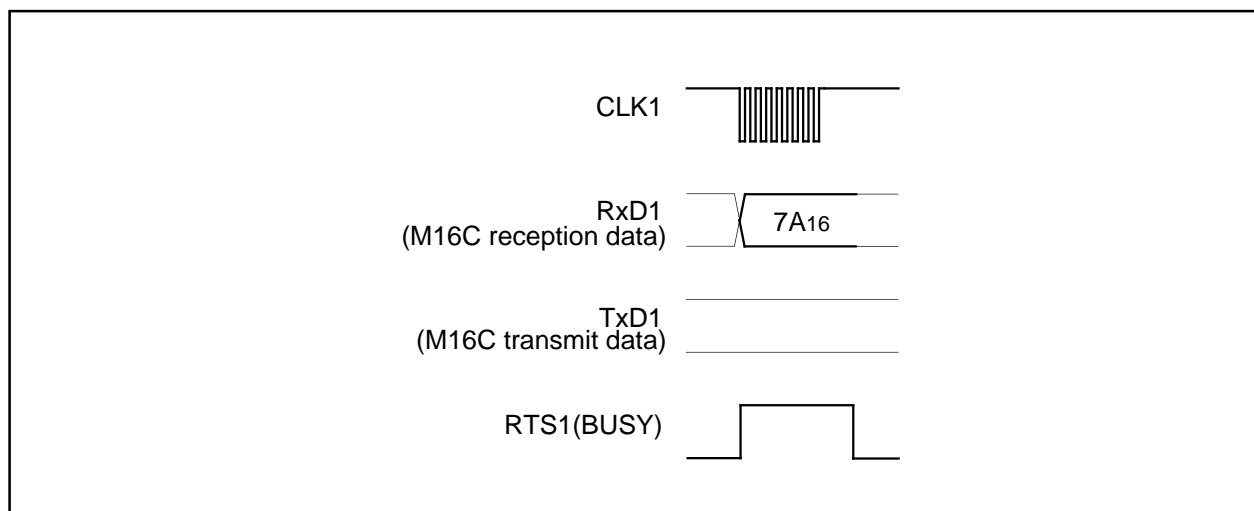 CLK1
RxD1
(M16C reception data)
7A16
TxD1
(M16C transmit data)
RTS1(BUSY)